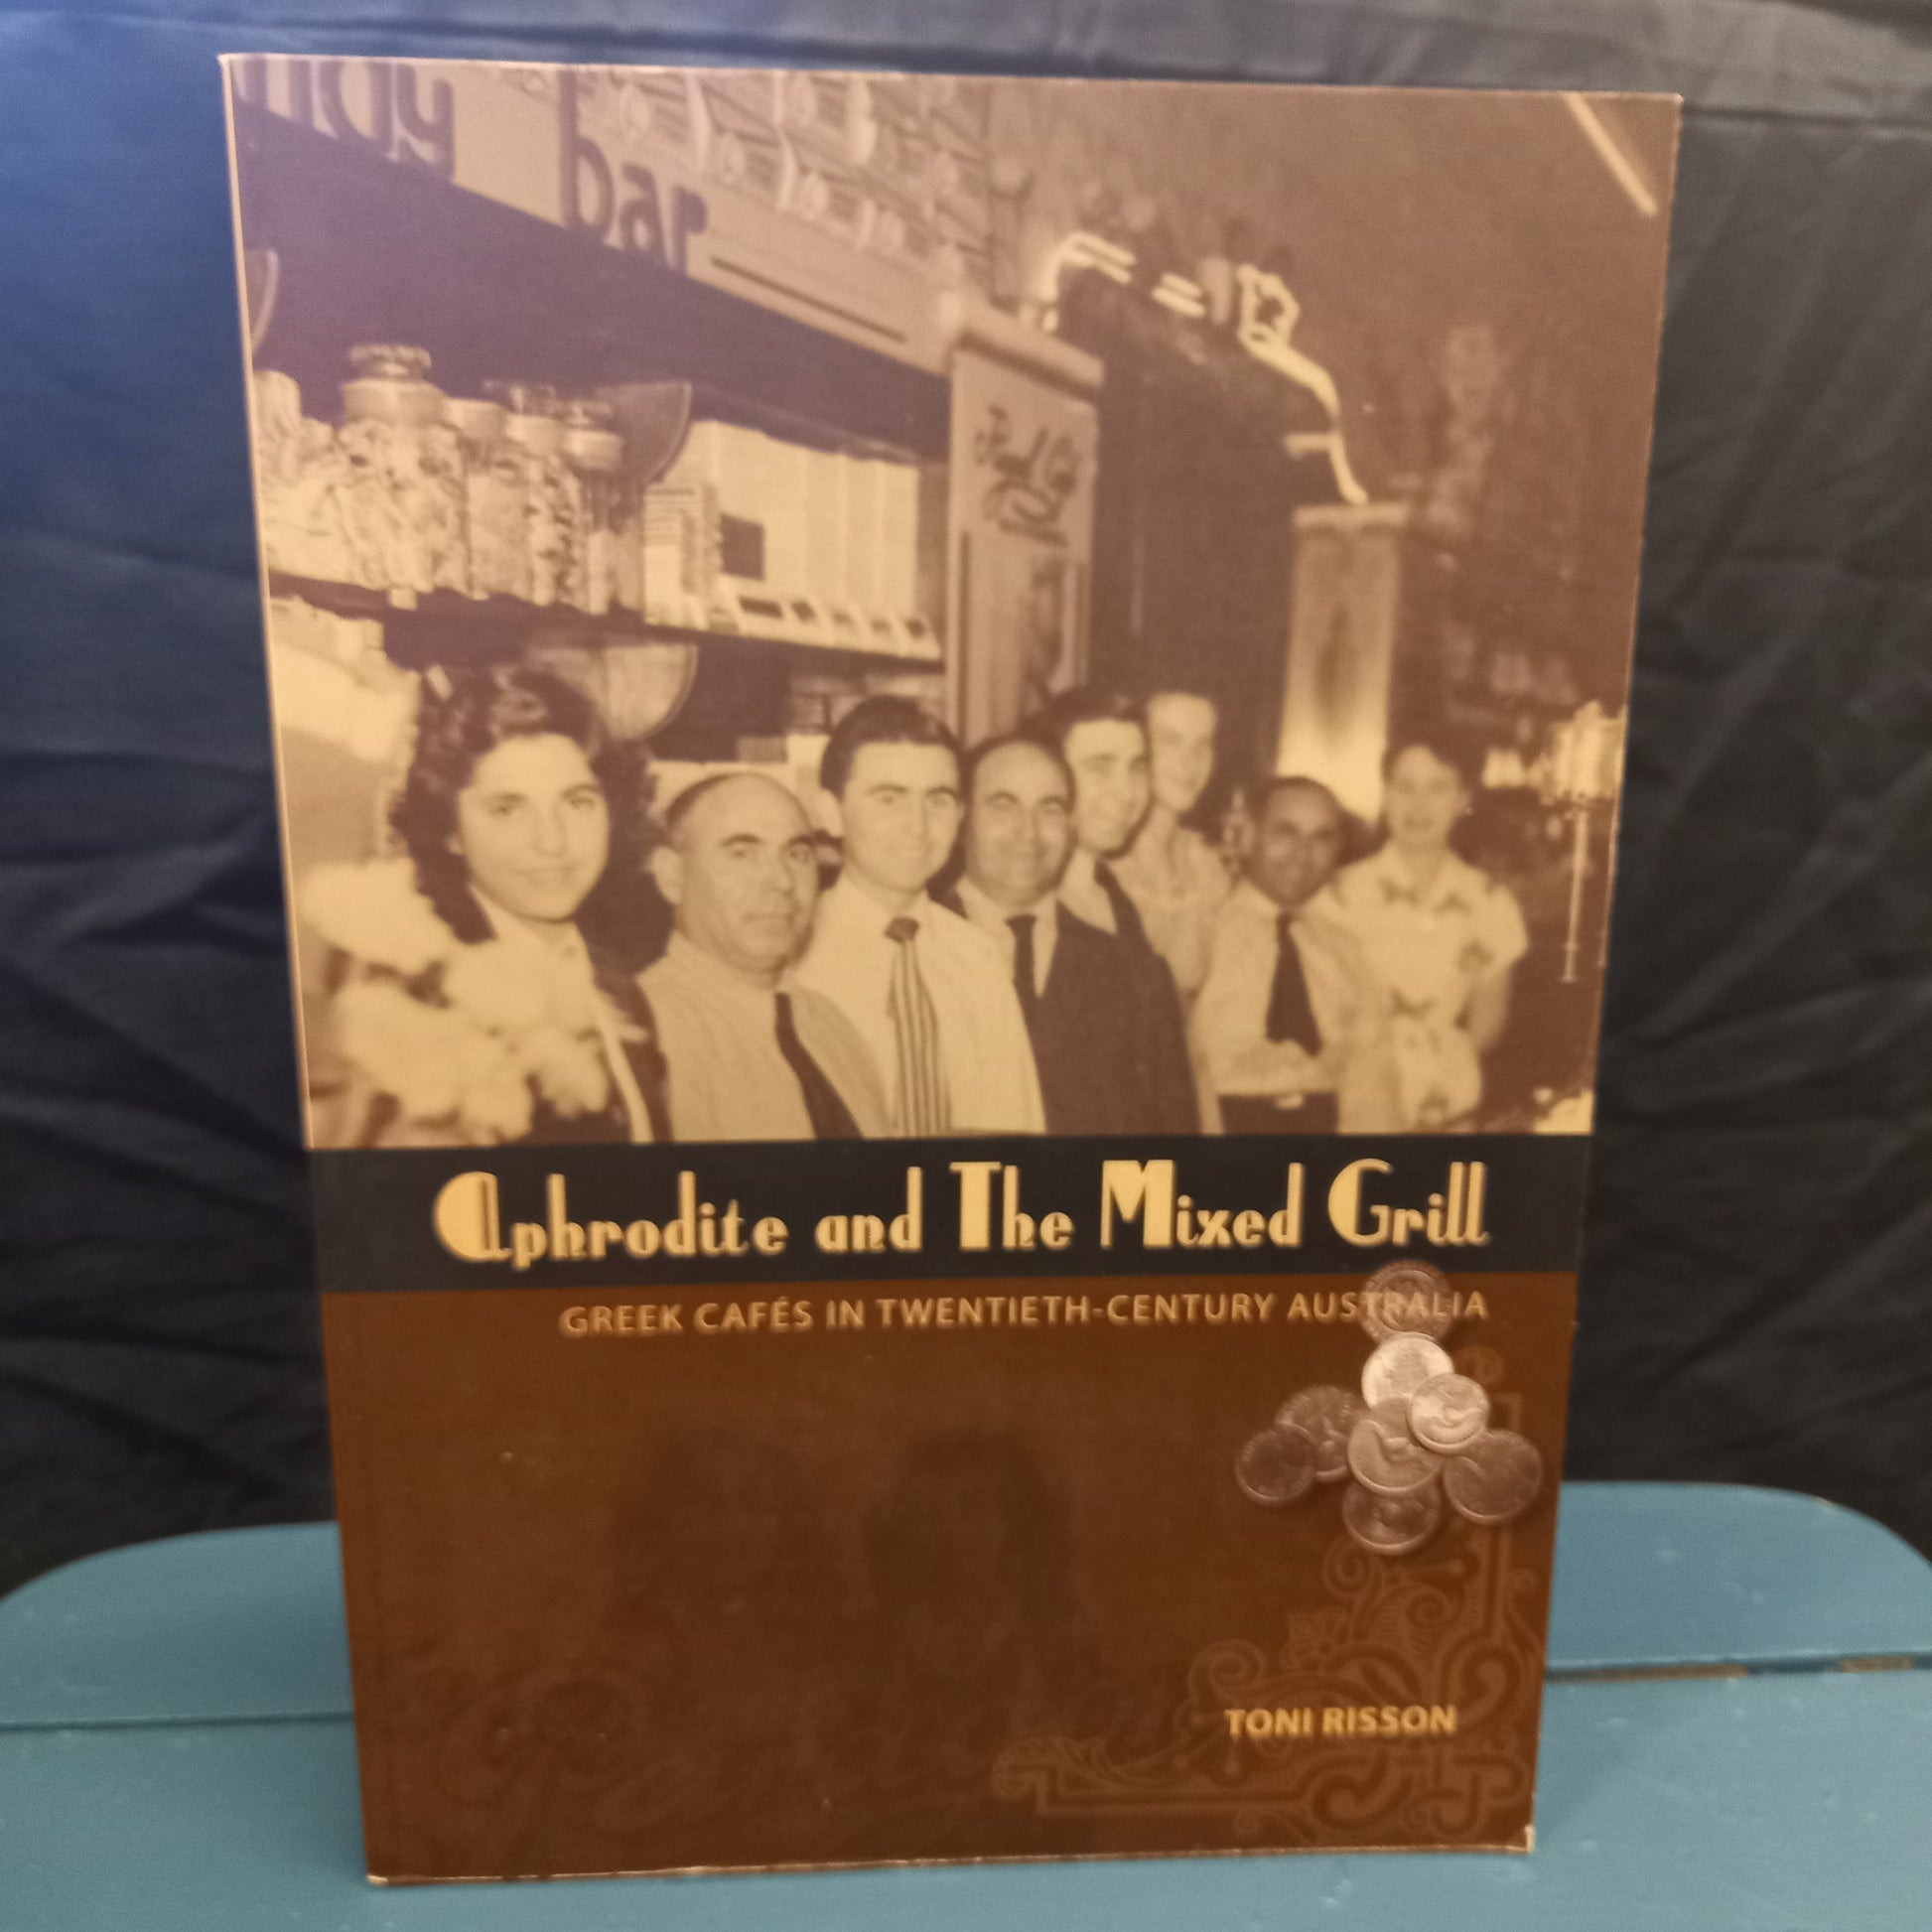 bar
Aphrodite and The Mixed Grill
GREEK CAFÉS IN TWENTIETH-CENTURY AUSTRALIA
TONI RISSON